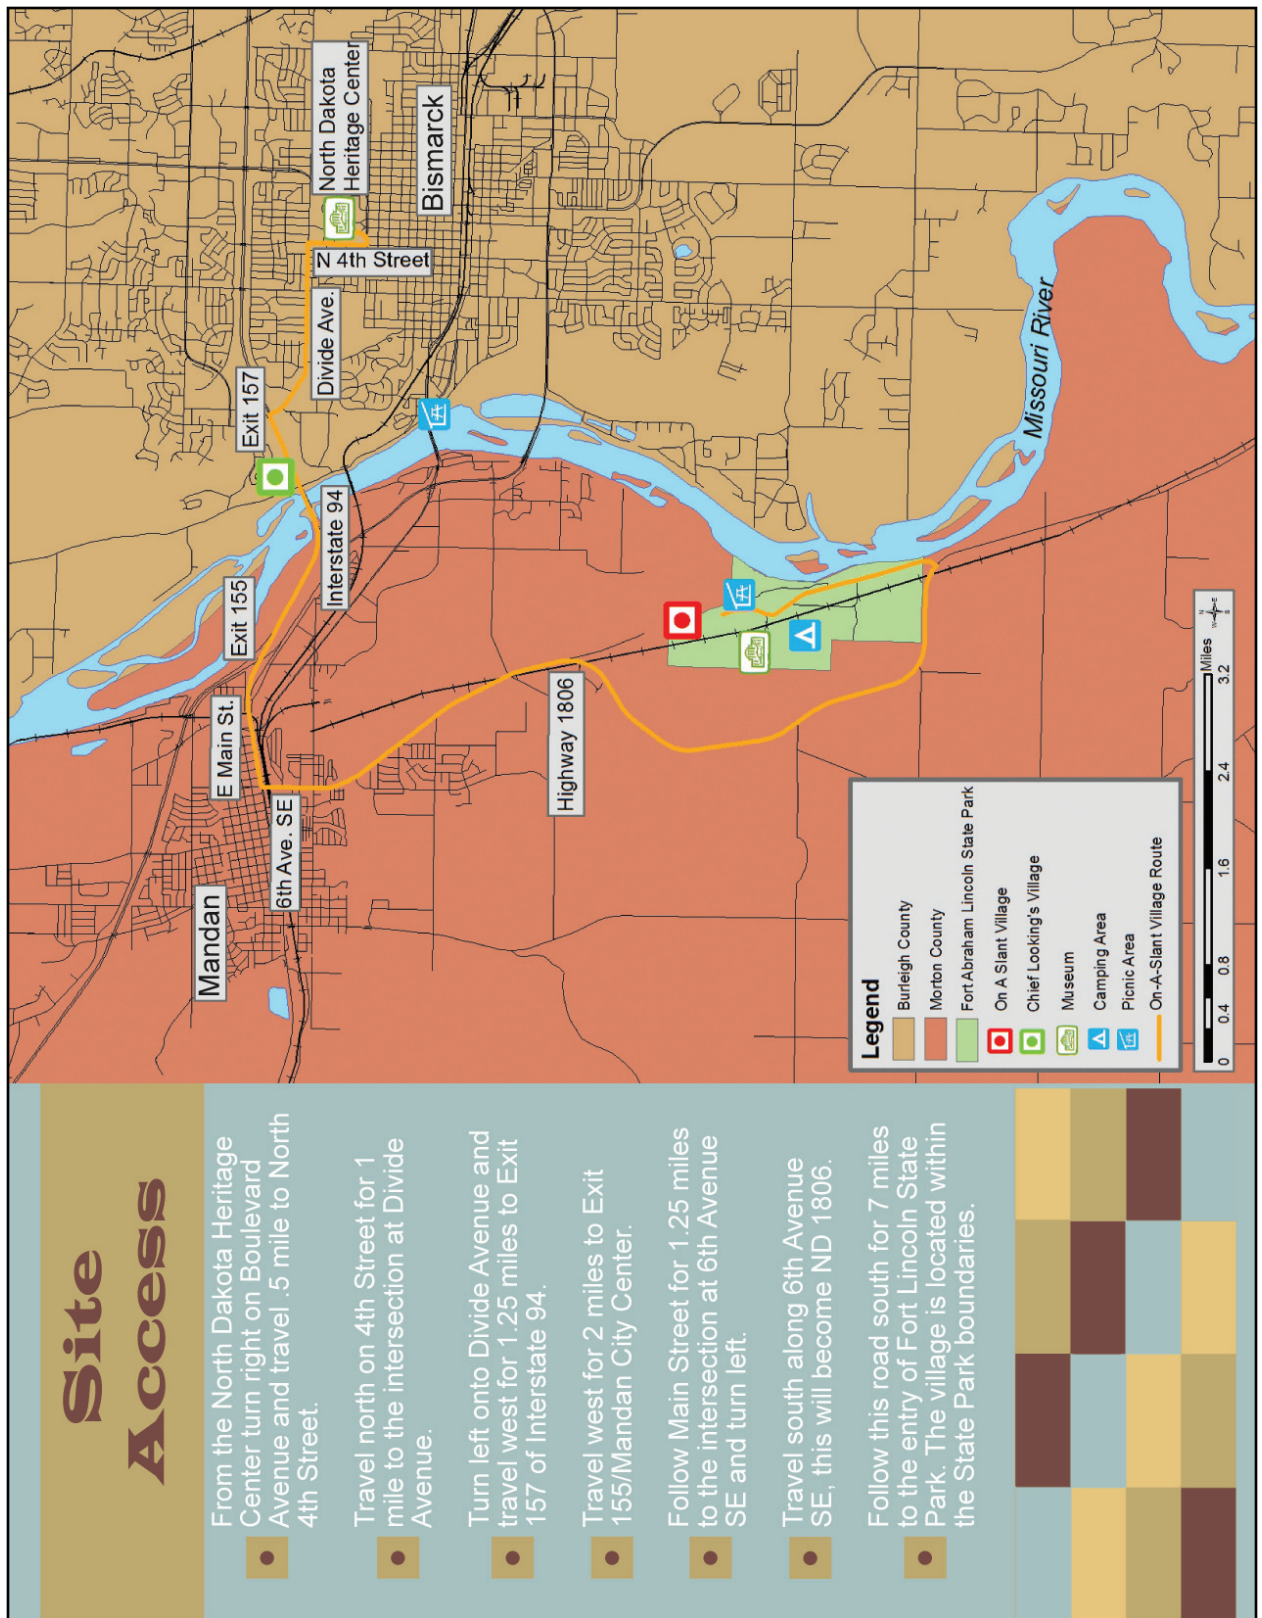 Site
Access
From the North Dakota Heritage
Center turn right on Boulevard
Avenue and travel .5 mile to North
4th Street.
Travel north on 4th Street for 1
mile to the intersection at Divide
Avenue.
Turn left onto Divide Avenue and
travel west for 1.25 miles to Exit
157 of Interstate 94.
Travel west for 2 miles to Exit
155/Mandan City Center.
Follow Main Street for 1.25 miles
to the intersection at 6th Avenue
SE and turn left.
Travel south along 6th Avenue
SE, this will become ND 1806.
Follow this road south for 7 miles
to the entry of Fort Lincoln State
Park. The village is located within
the State Park boundaries.
Mandan
E Main St.
6th Ave. SE
Exit 155
Interstate 94
Exit 157
Divide Ave.
N 4th Street
North Dakota
Heritage Center
Bismarck
Highway 1806
Missouri River
Legend
Burleigh County
Morton County
Fort Abraham Lincoln State Park
On A Slant Village
Chief Looking's Village
Museum
Camping Area
Picnic Area
On-A-Slant Village Route
0 0.4 0.8 1.6 2.4 3.2
Miles
N
W E
S